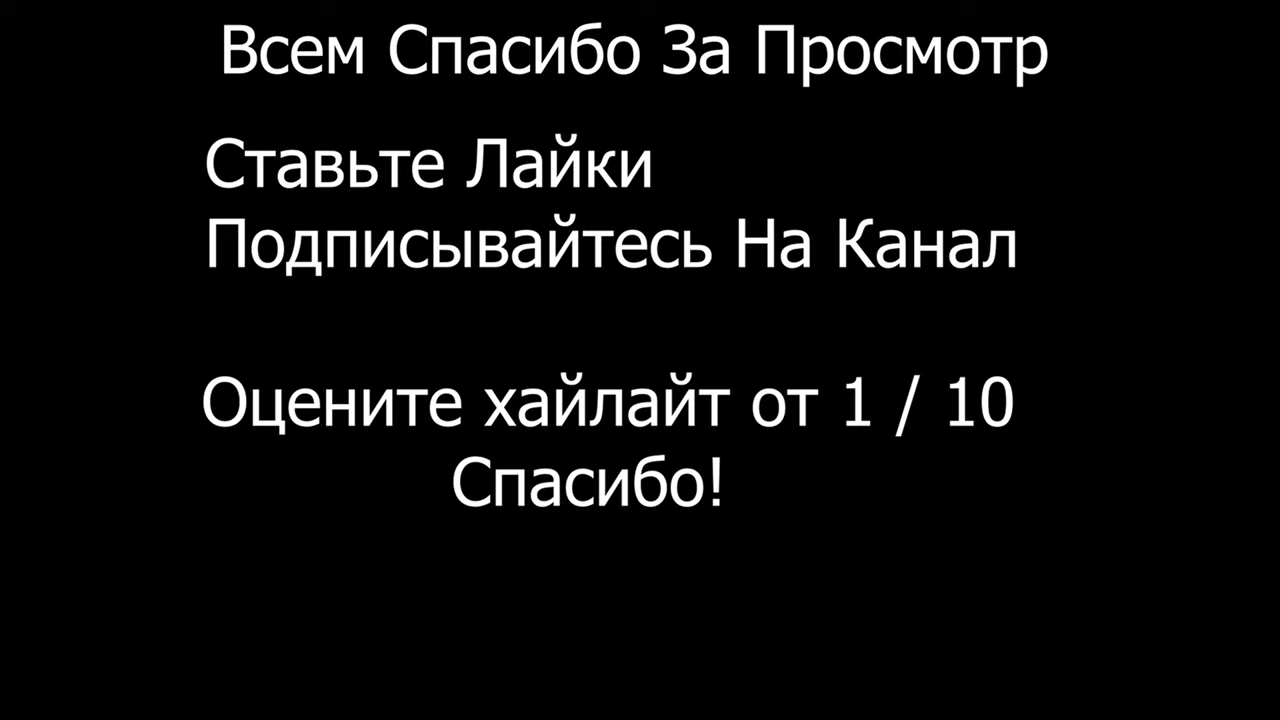 Всем Спасибо За Просмотр
Ставьте Лайки
Подписывайтесь На Канал
Оцените хайлайт от 1 / 10
Спасибо!